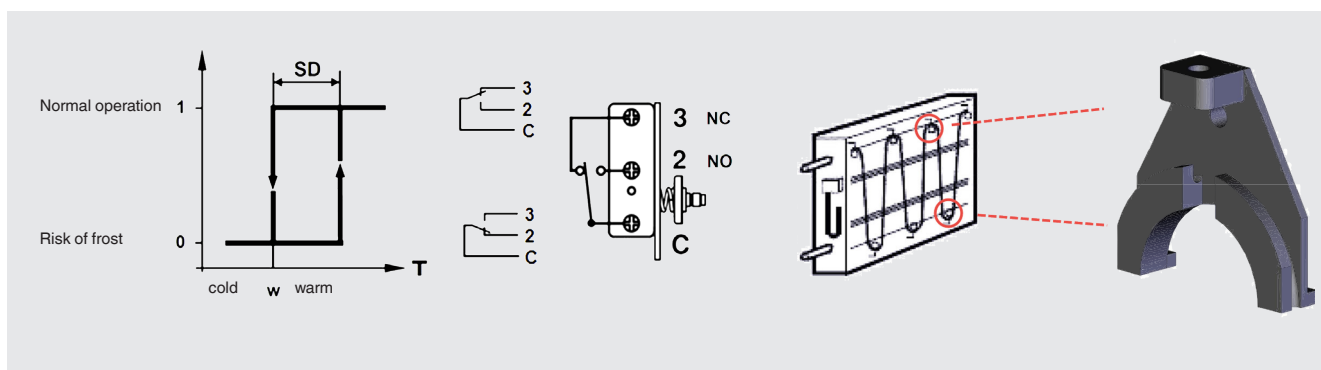 SD
Normal operation 1
Risk of frost 0
T
cold w warm
3
2
C
3
2
C
3 NC
2 NO
C